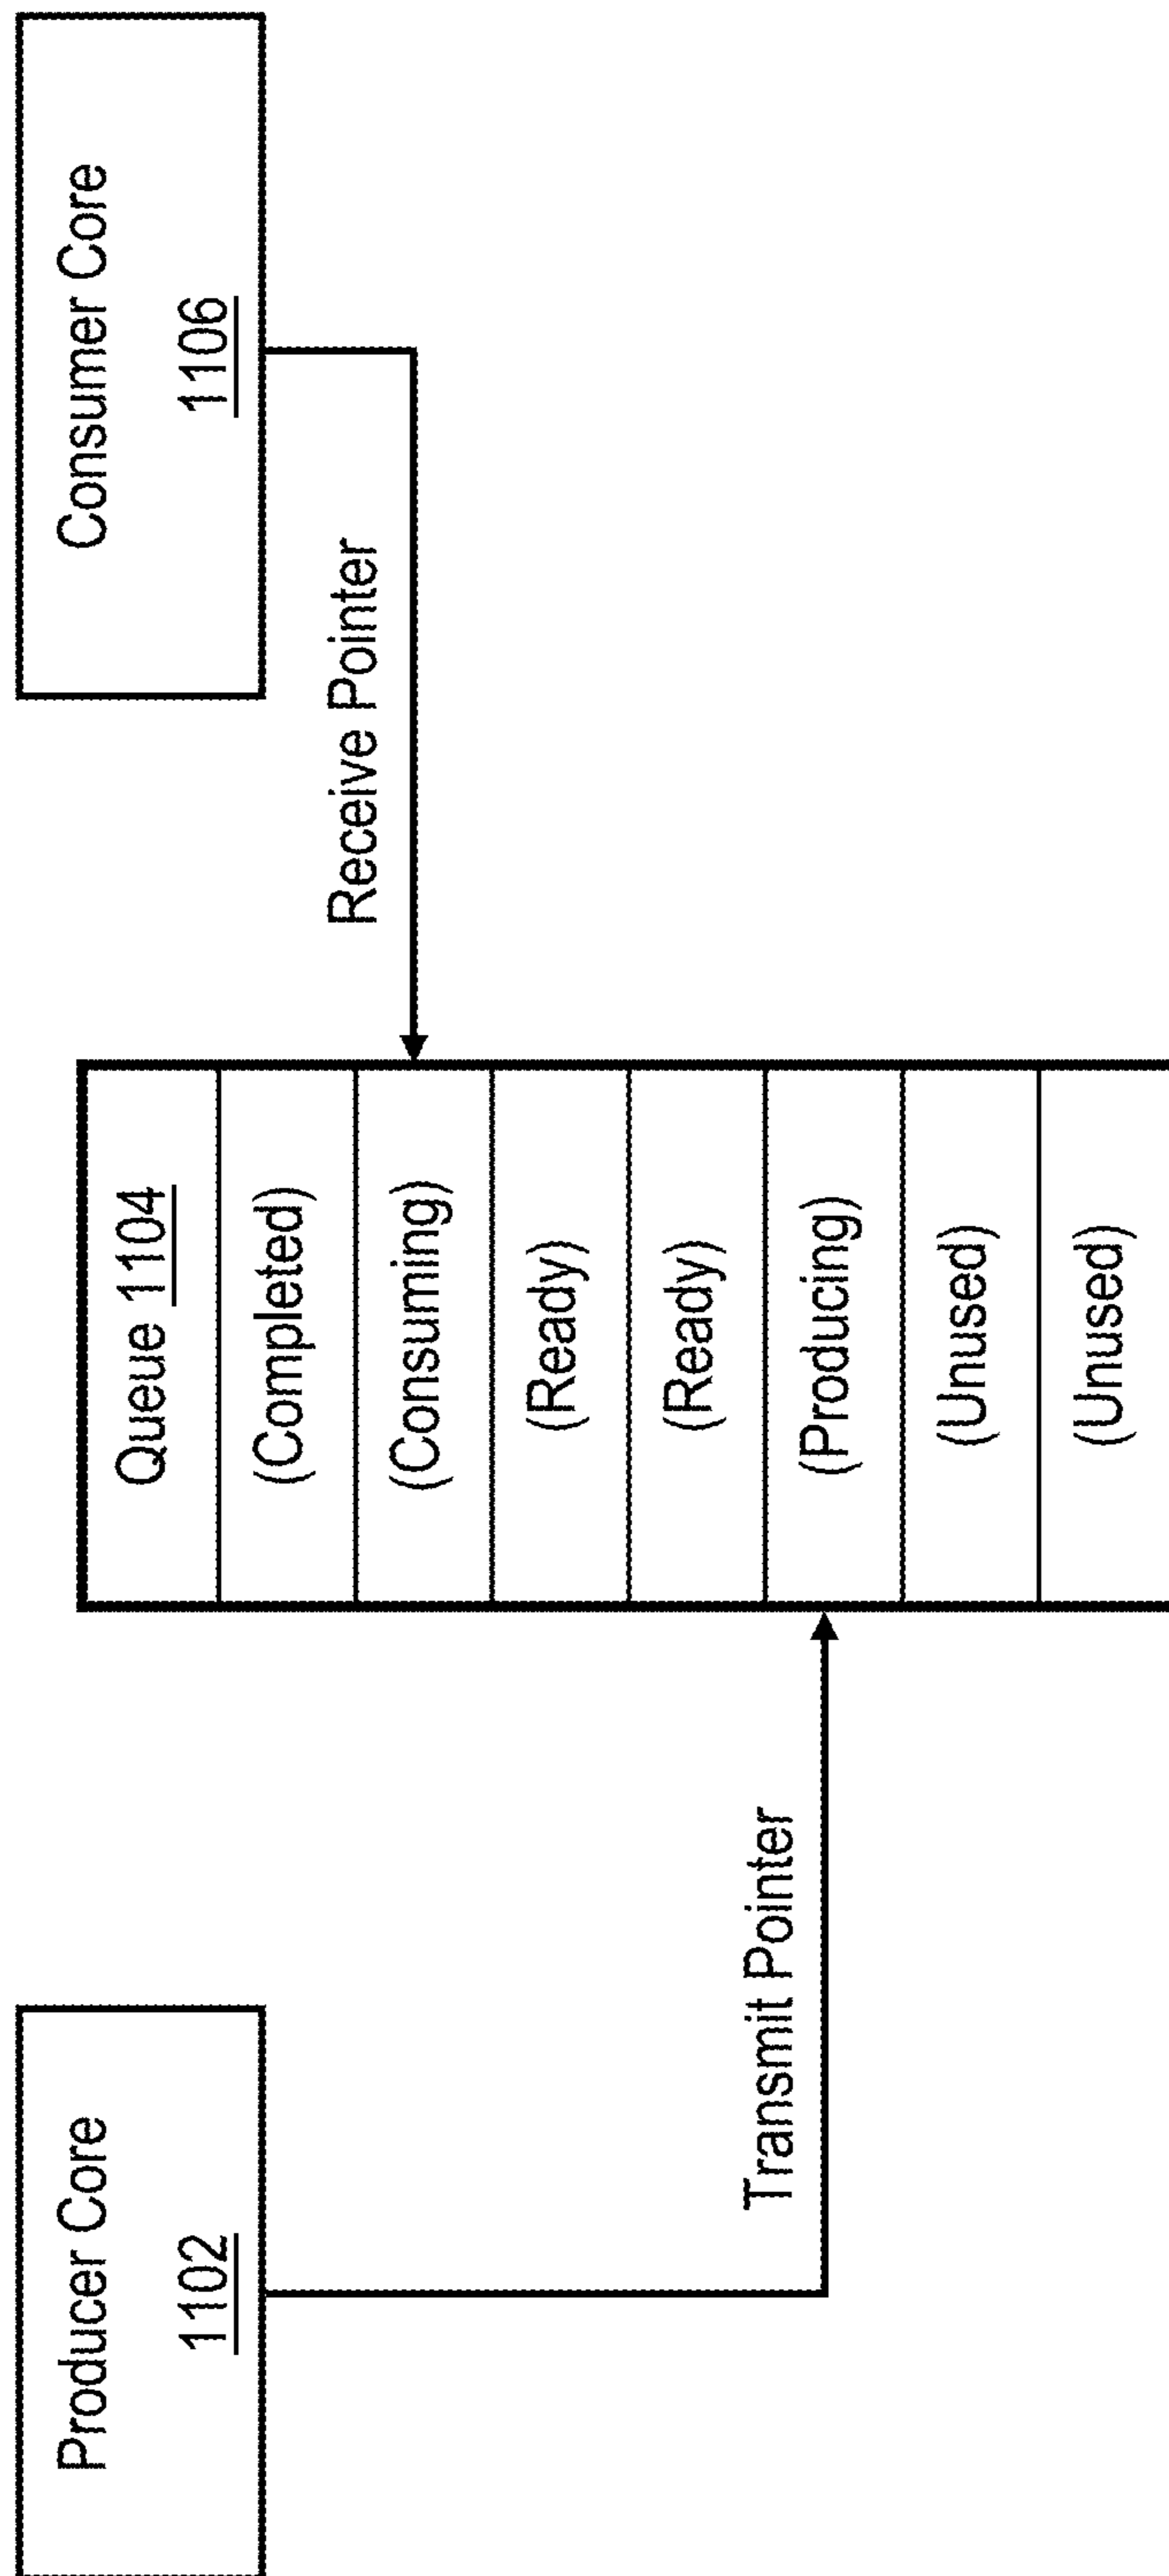 Producer Core
1102
Transmit Pointer
Queue 1104
(Completed)
(Consuming)
(Ready)
(Ready)
(Producing)
(Unused)
(Unused)
Receive Pointer
Consumer Core
1106